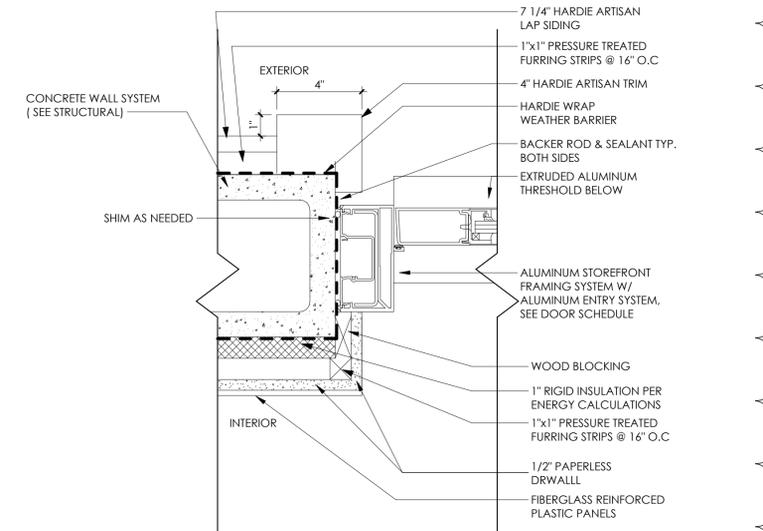 7 1/4" HARDIE ARTISAN
LAP SIDING
1"x1" PRESSURE TREATED
FURRING STRIPS @ 16" O.C
EXTERIOR
4"
4" HARDIE ARTISAN TRIM
CONCRETE WALL SYSTEM
( SEE STRUCTURAL)
1"
HARDIE WRAP
WEATHER BARRIER
BACKER ROD & SEALANT TYP.
BOTH SIDES
EXTRUDED ALUMINUM
THRESHOLD BELOW
SHIM AS NEEDED
ALUMINUM STOREFRONT
FRAMING SYSTEM W/
ALUMINUM ENTRY SYSTEM,
SEE DOOR SCHEDULE
WOOD BLOCKING
1" RIGID INSULATION PER
ENERGY CALCULATIONS
INTERIOR
1"x1" PRESSURE TREATED
FURRING STRIPS @ 16" O.C
1/2" PAPERLESS
DRWALLL
FIBERGLASS REINFORCED
PLASTIC PANELS